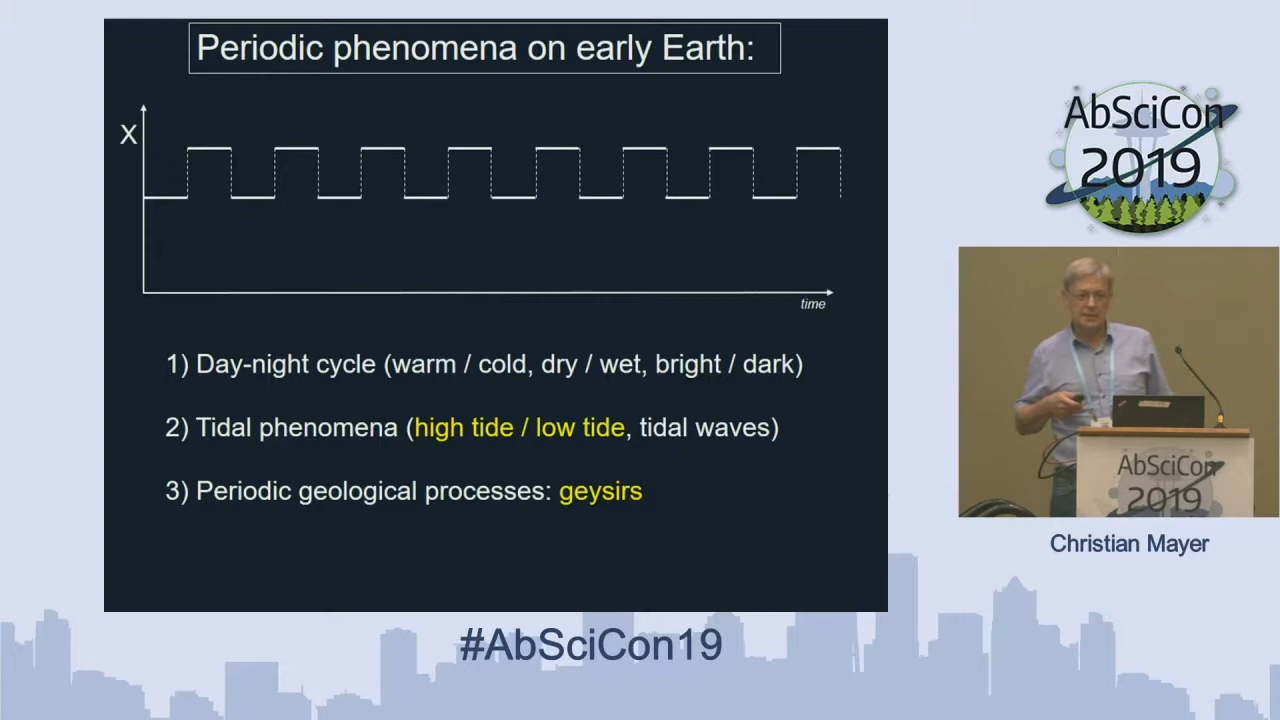 Periodic phenomena on early Earth:
X
time
1) Day-night cycle (warm / cold, dry / wet, bright / dark)
2) Tidal phenomena (high tide / low tide, tidal waves)
3) Periodic geological processes: geysirs
AbSciCon
2019
AbSciCon
2019
Christian Mayer
#AbSciCon19